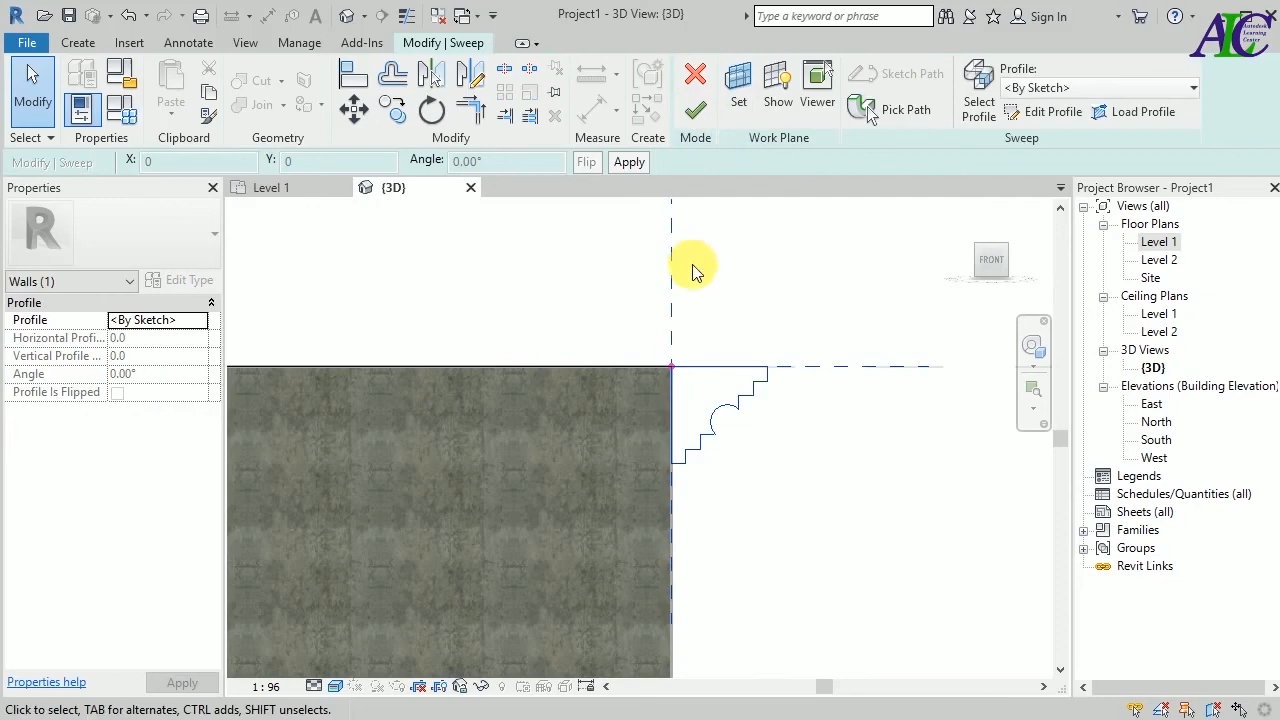 Project1 - 3D View: {3D}
Type a keyword or phrase
Sign In
ALC
Autodesk
Learning
Center
File
Create
Insert
Annotate
View
Manage
Add-Ins
Modify | Sweep
Modify
Select
Properties
Paste
Clipboard
Cut
Join
Geometry
Modify
Measure
Create
Mode
Set
Show
Viewer
Work Plane
Sketch Path
Pick Path
Select
Profile
Profile:
<By Sketch>
Edit Profile
Load Profile
Sweep
Modify | Sweep
X: 0
Y: 0
Angle: 0.00°
Flip
Apply
Properties
R
Walls (1)
Edit Type
Profile
Profile <By Sketch>
Horizontal Profi... 0.0
Vertical Profile ... 0.0
Angle 0.00°
Profile Is Flipped
Properties help
Apply
Level 1
{3D}
FRONT
1 : 96
Project Browser - Project1
Views (all)
Floor Plans
Level 1
Level 2
Site
Ceiling Plans
Level 1
Level 2
3D Views
{3D}
Elevations (Building Elevation)
East
North
South
West
Legends
Schedules/Quantities (all)
Sheets (all)
Families
Groups
Revit Links
Click to select, TAB for alternates, CTRL adds, SHIFT unselects.